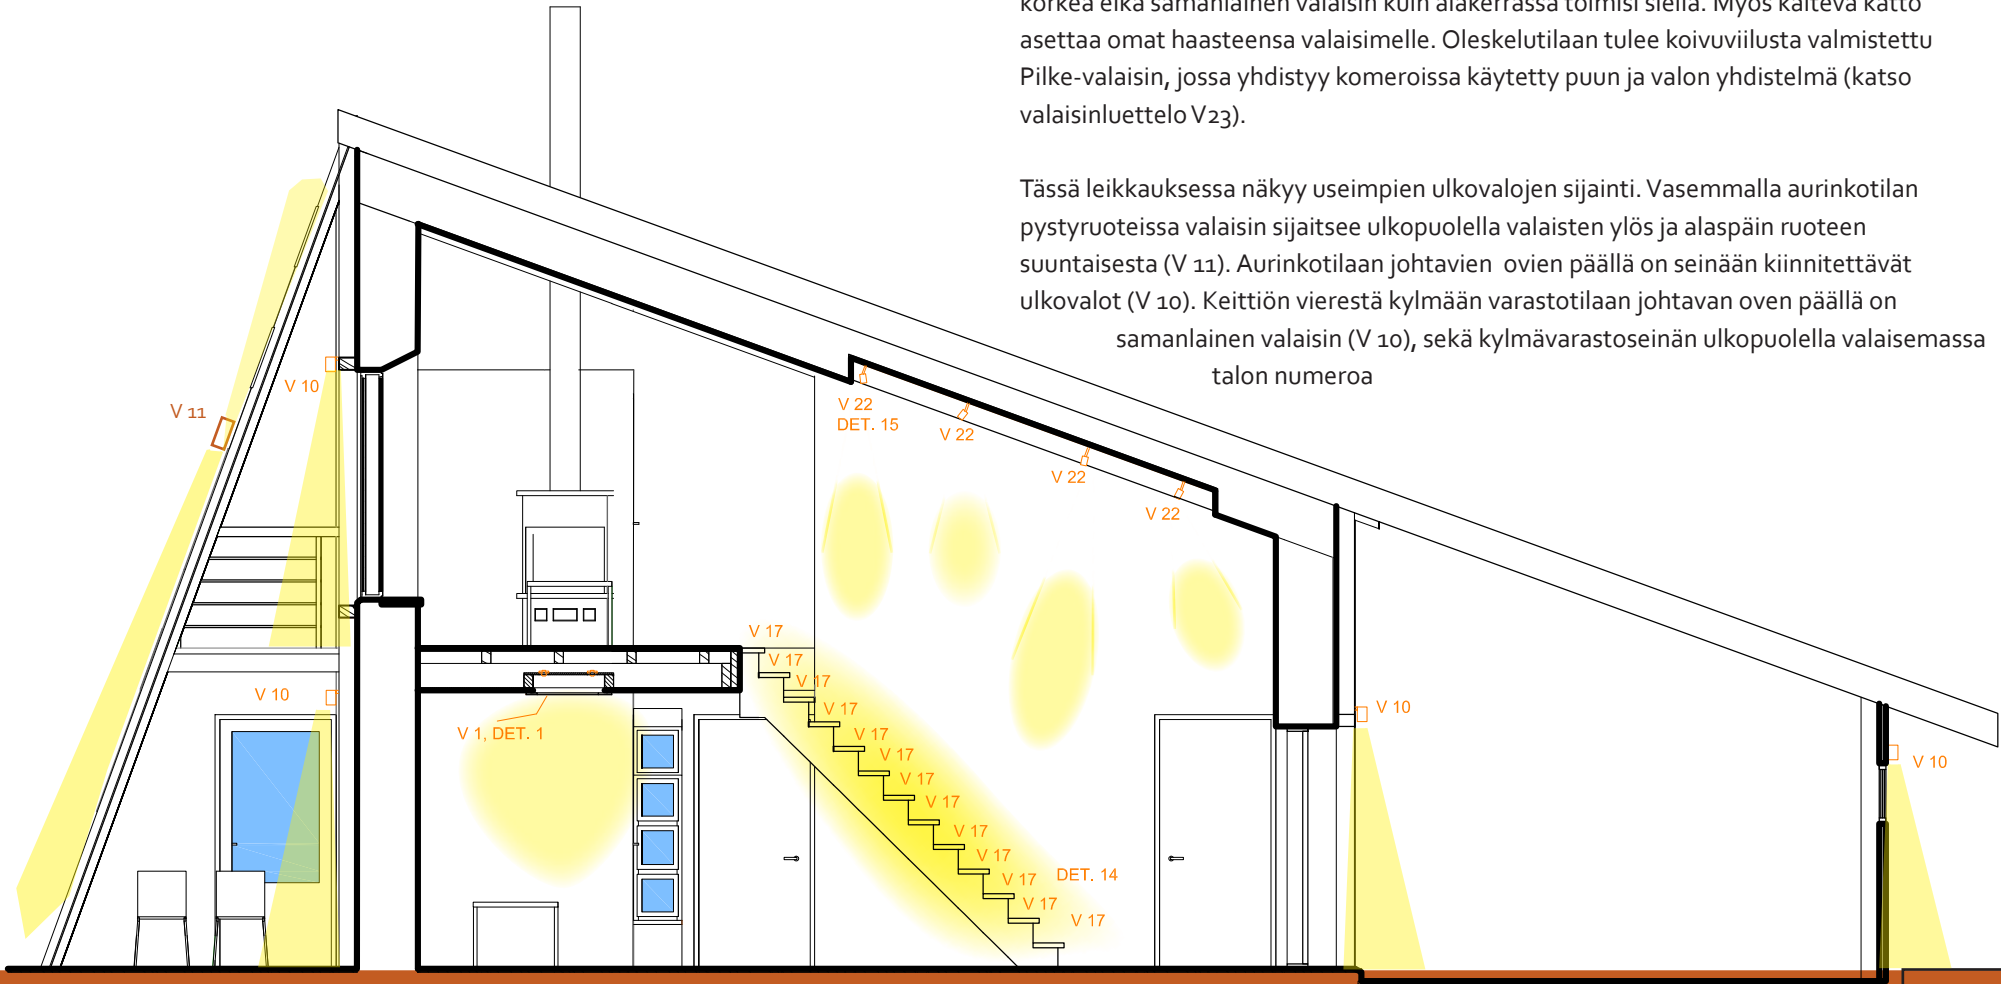 korkea eikä samanlainen valaisin kuin alakerrassa toimisi siellä. Myös kalteva katto
asettaa omat haasteensa valaisimelle. Oleskelutilaan tulee koivuviilusta valmistettu
Pilke-valaisin, jossa yhdistyy komeroissa käytetty puun ja valon yhdistelmä (katso
valaisinluettelo V23).
Tässä leikkauksessa näkyy useimpien ulkovalojen sijainti. Vasemmalla aurinkotilan
pystyruoteissa valaisin sijaitsee ulkopuolella valaisten ylös ja alaspäin ruoteen
suuntaisesta (V 11). Aurinkotilaan johtavien ovien päällä on seinään kiinnitettävät
ulkovalot (V 10). Keittiön vierestä kylmään varastotilaan johtavan oven päällä on
samanlainen valaisin (V 10), sekä kylmävarastoseinän ulkopuolella valaisemassa
talon numeroa
V 10
V 11
V 22
DET. 15
V 22
V 22
V 22
V 17
V 17
V 17
V 10
V 17
V 10
V 1, DET. 1
V 17
V 17
V 10
V 17
V 17
V 17
V 17
DET. 14
V 17
V 17
V 17